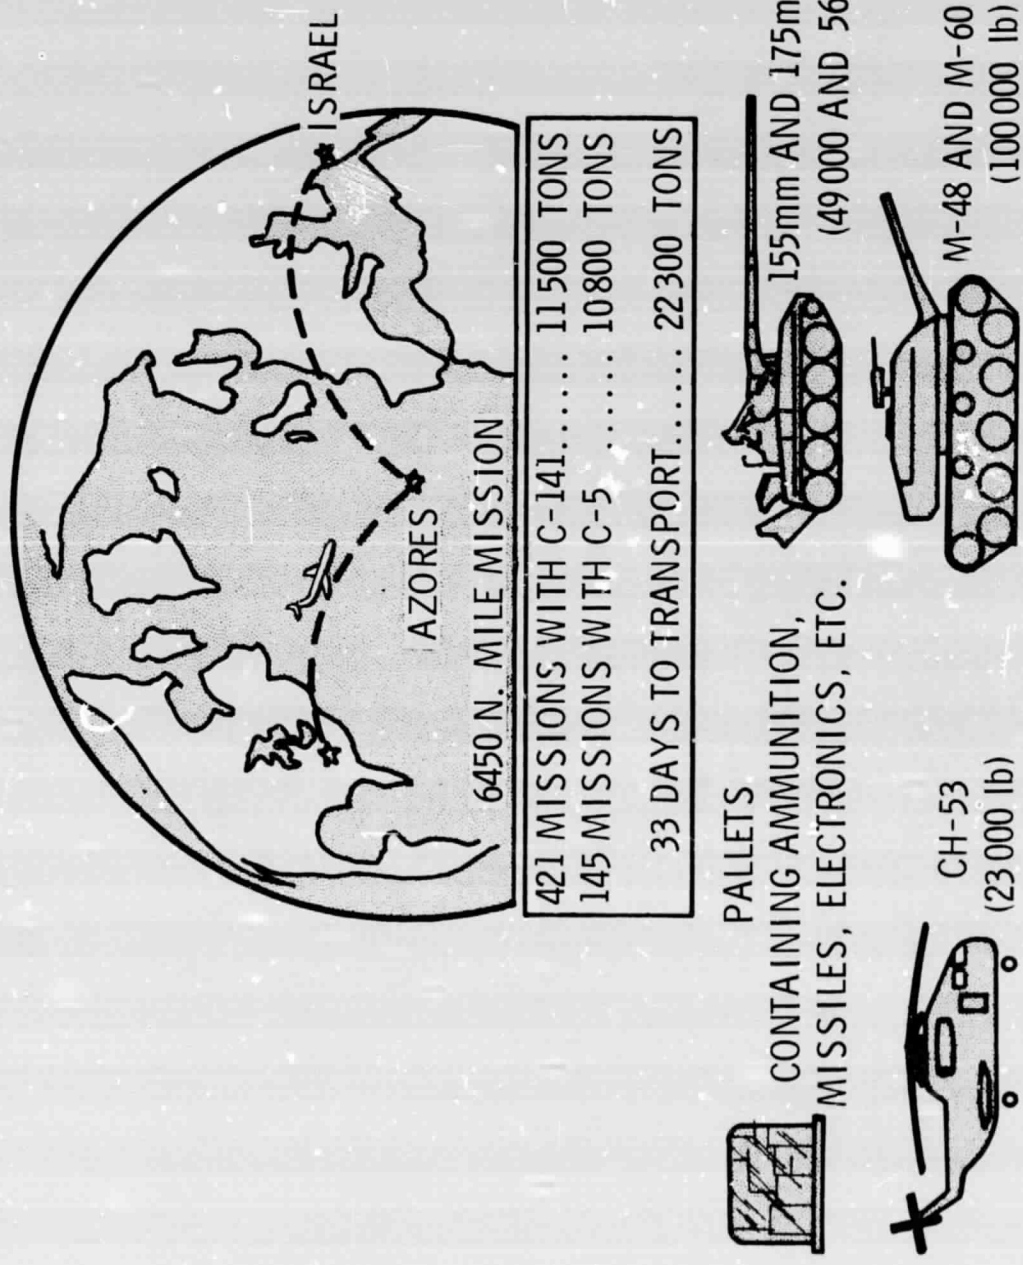 ISRAEL
AZORES
6450 N. MILE MISSION
421 MISSIONS WITH C-141....... 11 500 TONS
145 MISSIONS WITH C-5 ....... 10 800 TONS
33 DAYS TO TRANSPORT....... 22 300 TONS
PALLETS
CONTAINING AMMUNITION,
MISSILES, ELECTRONICS, ETC.
155mm AND 175m
(49 000 AND 56
CH-53
(23 000 lb)
M-48 AND M-60
(100 000 lb)